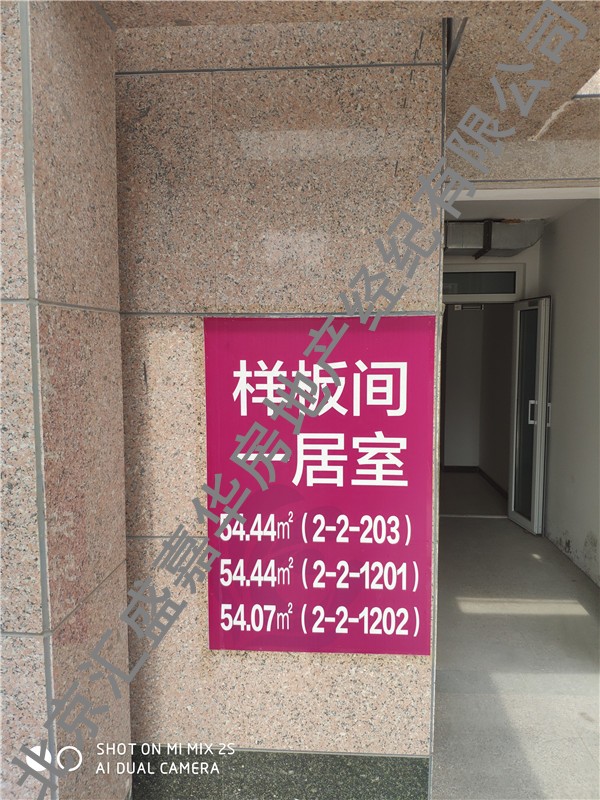 样板间
一居室
54.44㎡（2-2-203）
54.44㎡（2-2-1201）
54.07㎡（2-2-1202）
北京汇盛嘉华房地产经纪有限公司
SHOT ON MI MIX 2S
AI DUAL CAMERA